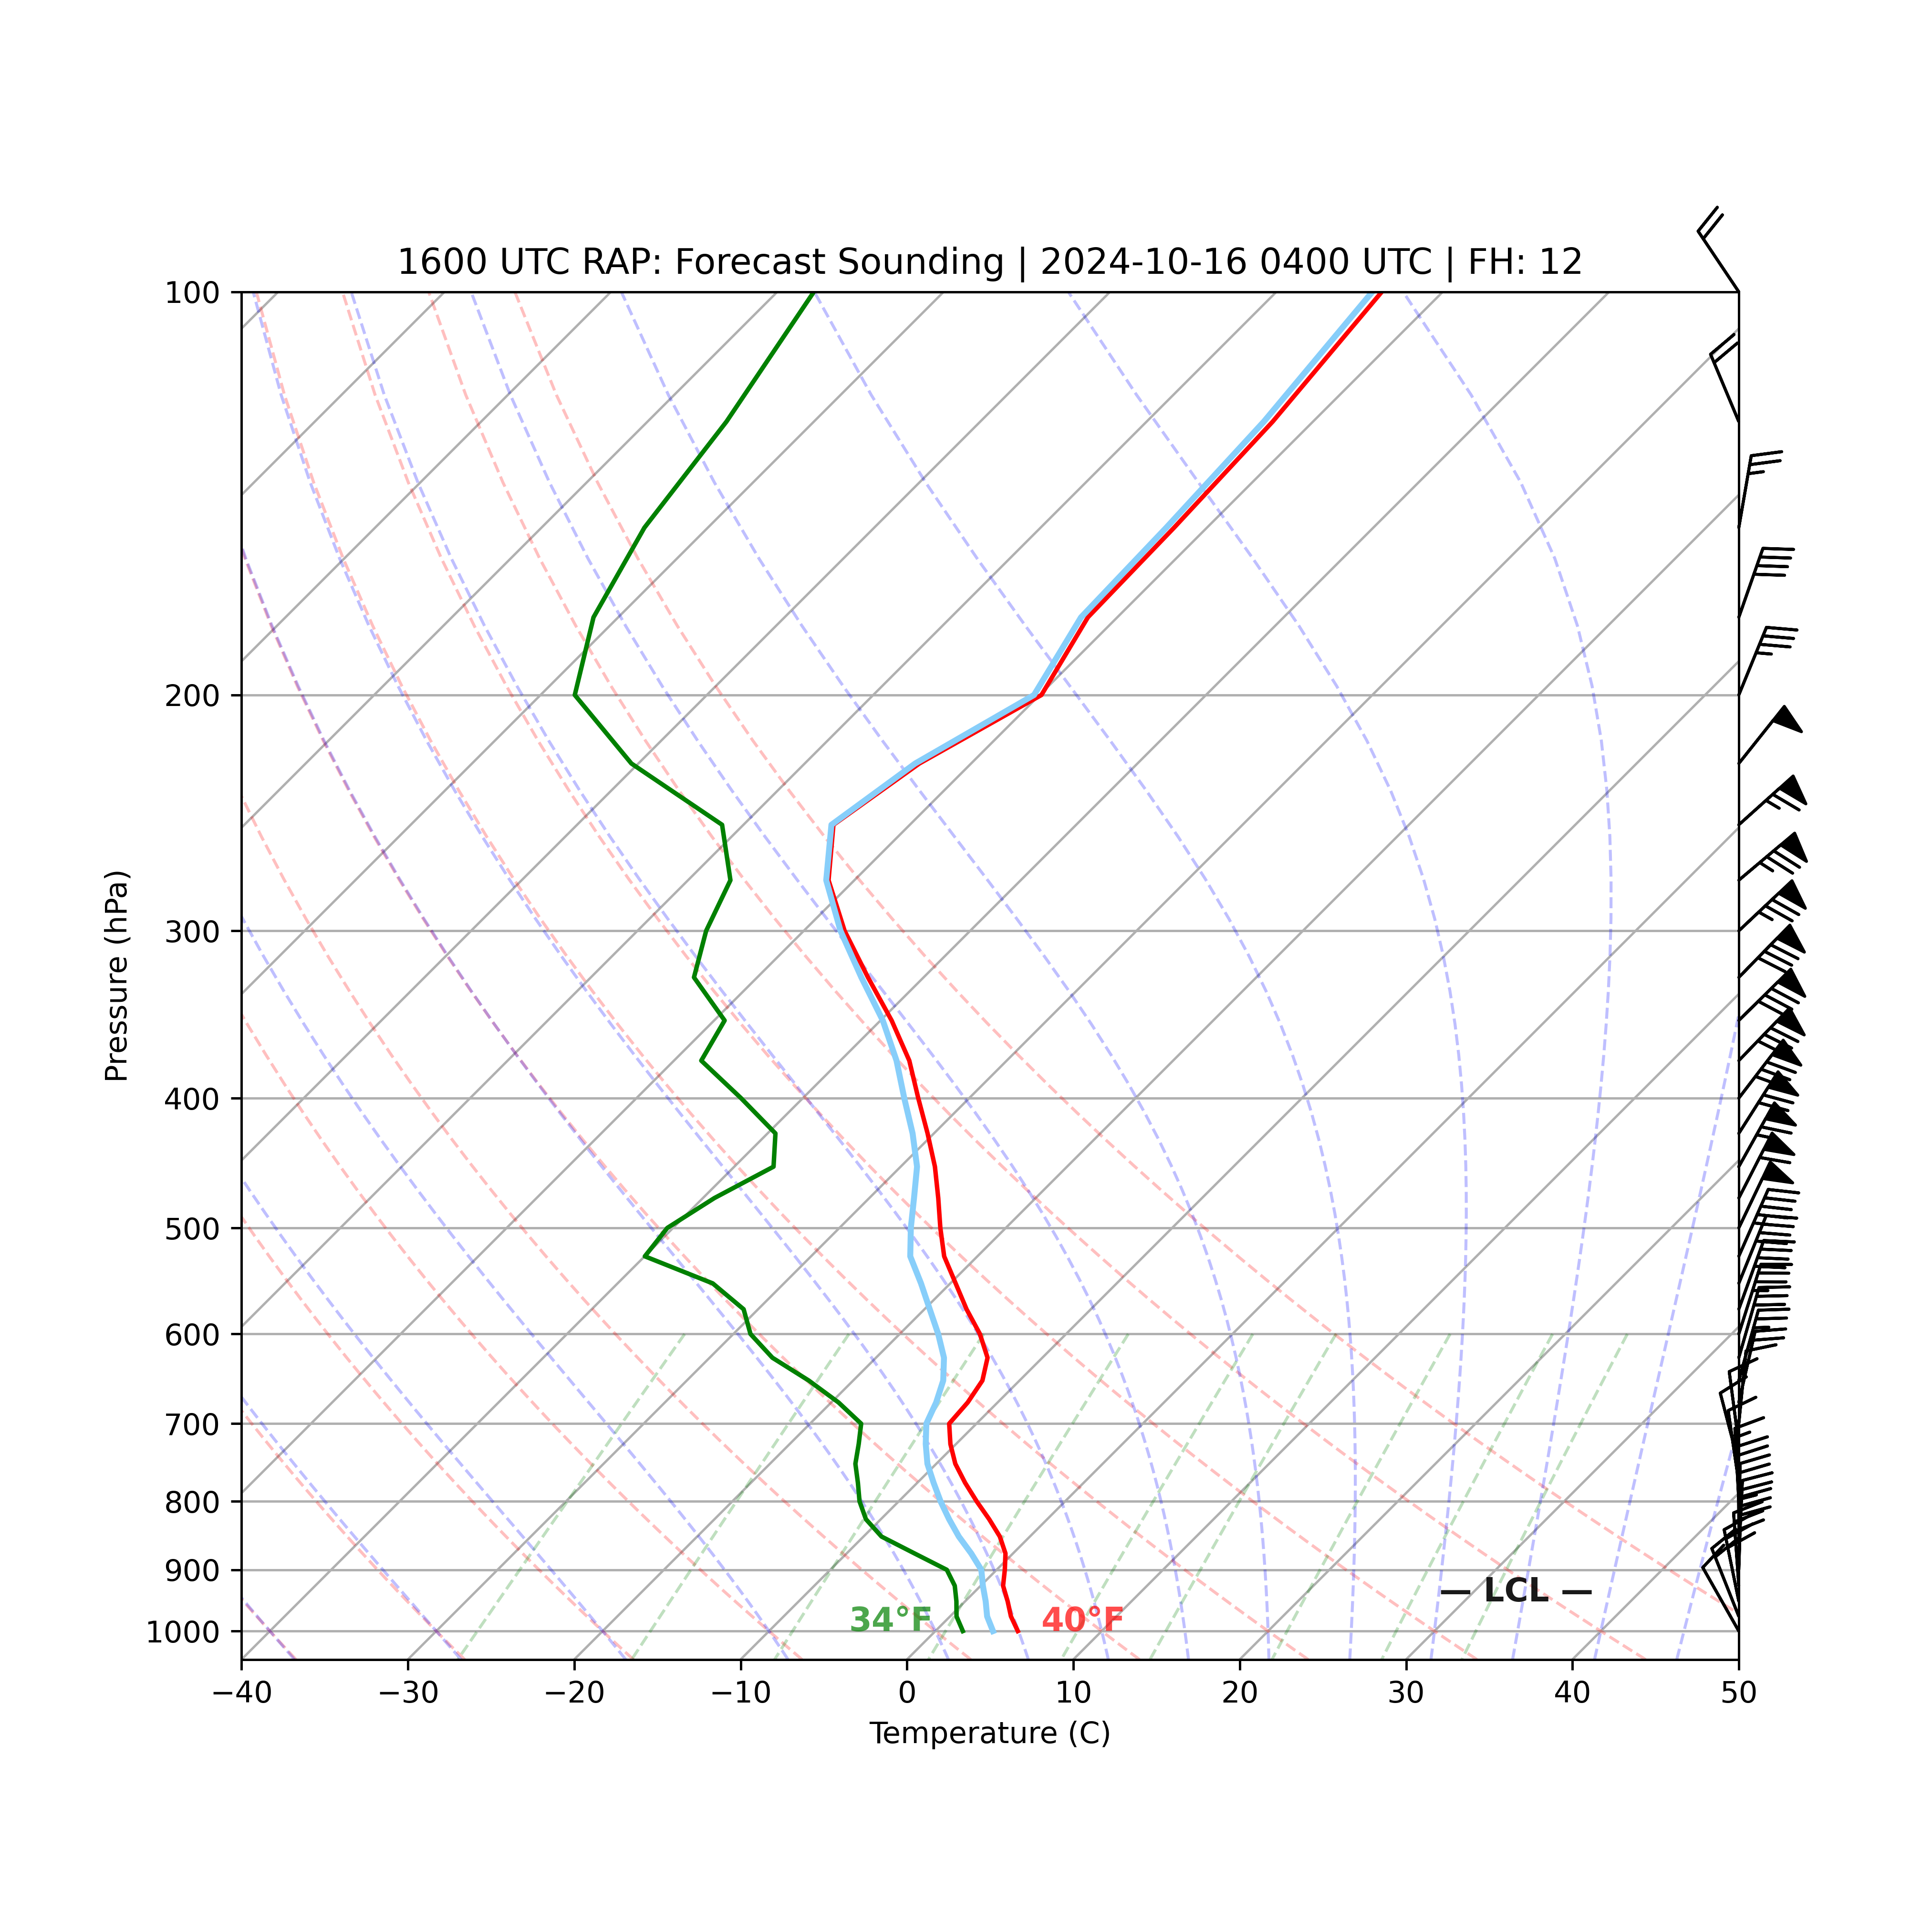 1600 UTC RAP: Forecast Sounding | 2024-10-16 0400 UTC | FH: 12
100
200
300
400
500
600
700
800
900
1000
Pressure (hPa)
— LCL —
34°F 40°F
−40 −30 −20 −10 0 10 20 30 40 50
Temperature (C)